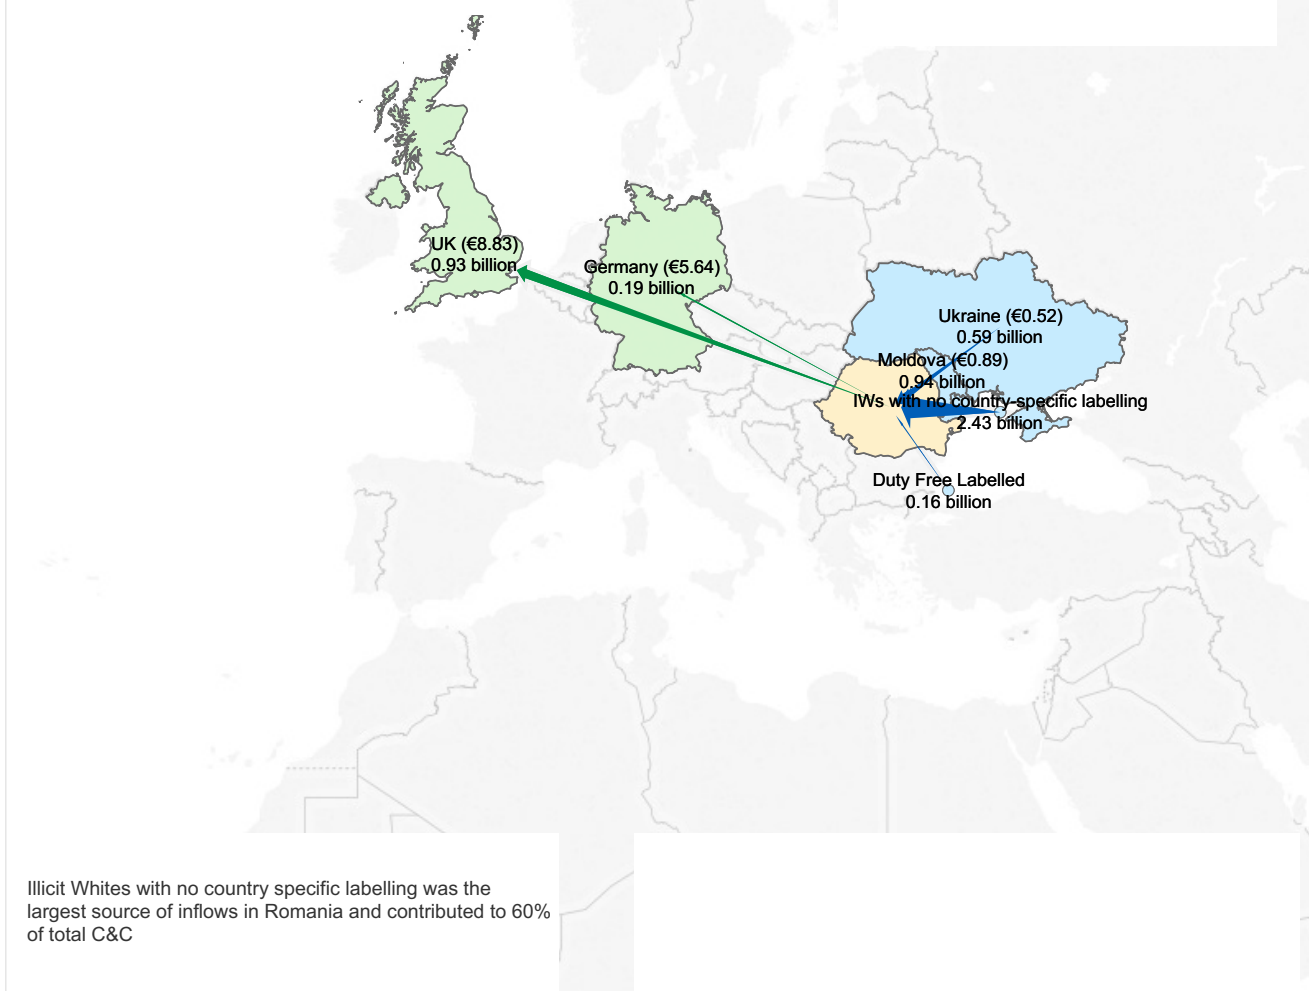 UK (€8.83)
0.93 billion
Germany (€5.64)
0.19 billion
Ukraine (€0.52)
0.59 billion
Moldova (€0.89)
0.94 billion
IWs with no country-specific labelling
2.43 billion
Duty Free Labelled
0.16 billion
Illicit Whites with no country specific labelling was the
largest source of inflows in Romania and contributed to 60%
of total C&C